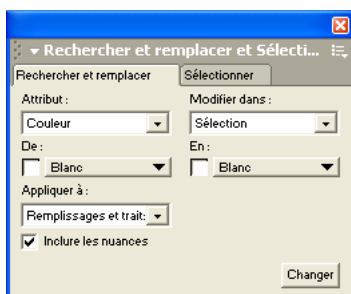 Rechercher et remplacer et Sélecti...
Rechercher et remplacer Sélectionner
Attribut : Modifier dans :
Couleur Sélection
De : En :
Blanc Blanc
Appliquer à :
Remplissages et trait:
Inclure les nuances
Changer